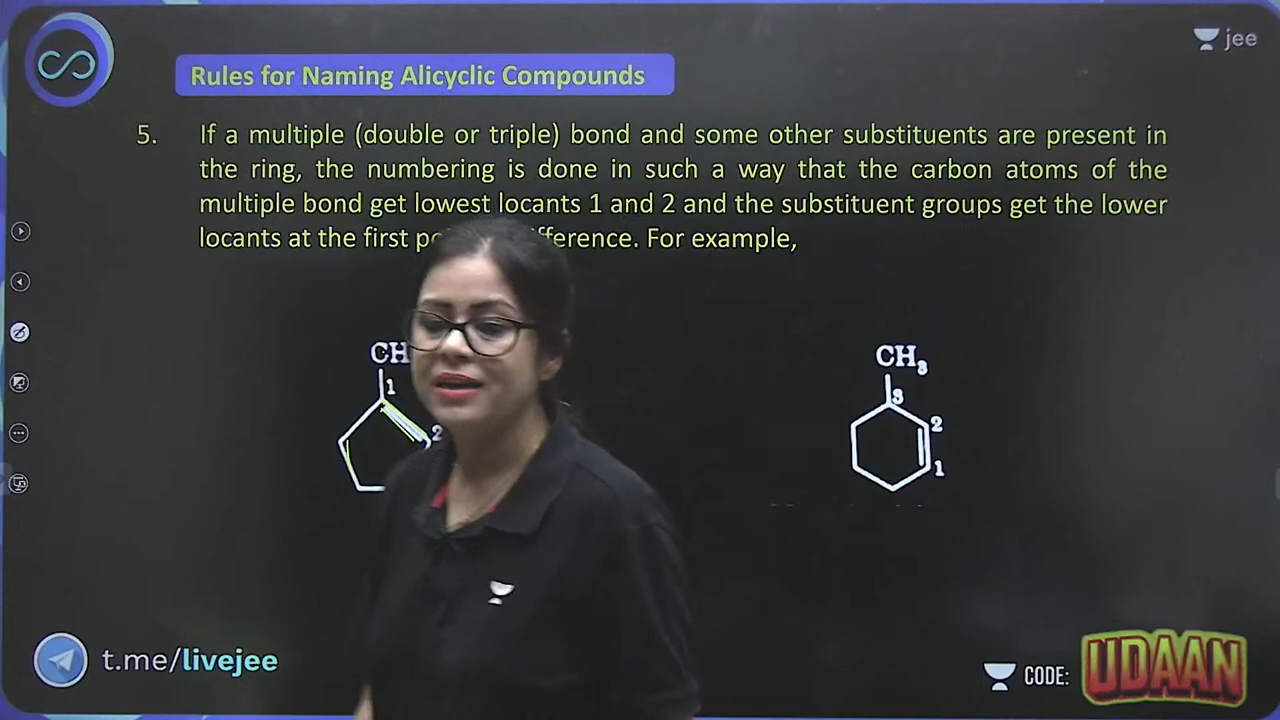 jee
Rules for Naming Alicyclic Compounds
5. If a multiple (double or triple) bond and some other substituents are present in
the ring, the numbering is done in such a way that the carbon atoms of the
multiple bond get lowest locants 1 and 2 and the substituent groups get the lower
locants at the first fference. For example,
CH
1
2
CH₃
3
2
1
t.me/livejee
CODE: UDAAN